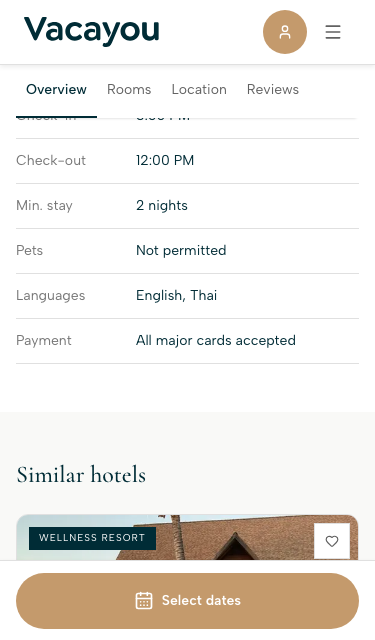 Vacayou
Overview Rooms Location Reviews
Check-out 12:00 PM
Min. stay 2 nights
Pets Not permitted
Languages English, Thai
Payment All major cards accepted
Similar hotels
WELLNESS RESORT
Select dates